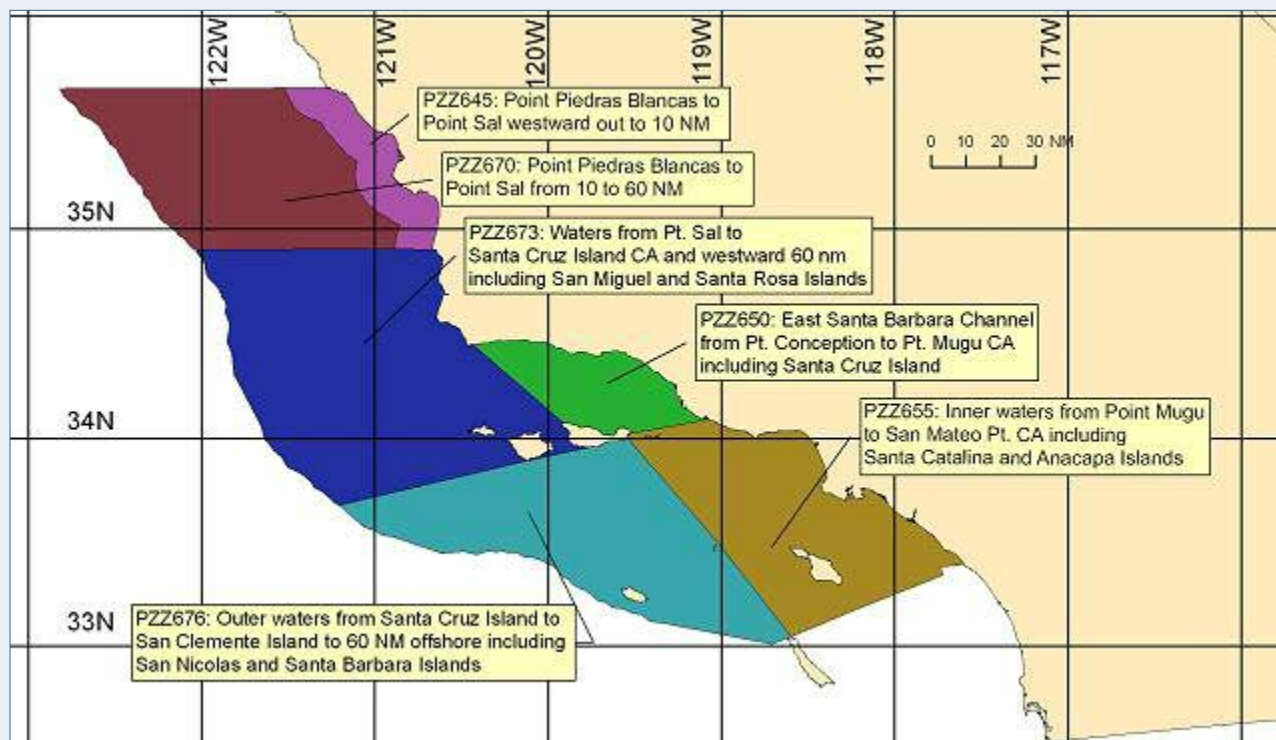 122W
121W
120W
119W
118W
117W
PZZ645: Point Piedras Blancas to
Point Sal westward out to 10 NM
0 10 20 30 NM
PZZ670: Point Piedras Blancas to
Point Sal from 10 to 60 NM
35N
PZZ673: Waters from Pt. Sal to
Santa Cruz Island CA and westward 60 nm
including San Miguel and Santa Rosa Islands
PZZ650: East Santa Barbara Channel
from Pt. Conception to Pt. Mugu CA
including Santa Cruz Island
34N
PZZ655: Inner waters from Point Mugu
to San Mateo Pt. CA including
Santa Catalina and Anacapa Islands
33N
PZZ676: Outer waters from Santa Cruz Island to
San Clemente Island to 60 NM offshore including
San Nicolas and Santa Barbara Islands